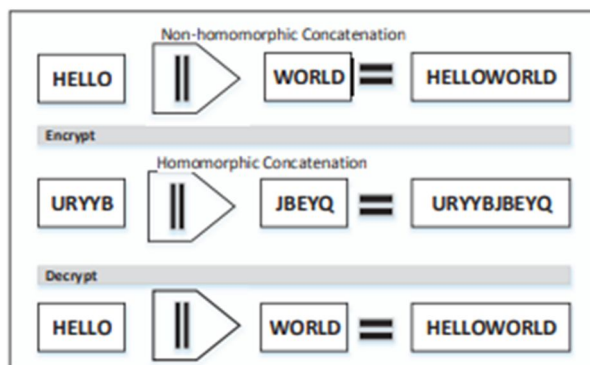 Non-homomorphic Concatenation
HELLO || WORLD = HELLOWORLD
Encrypt
Homomorphic Concatenation
URYYB || JBEYQ = URYYBJBEYQ
Decrypt
HELLO || WORLD = HELLOWORLD